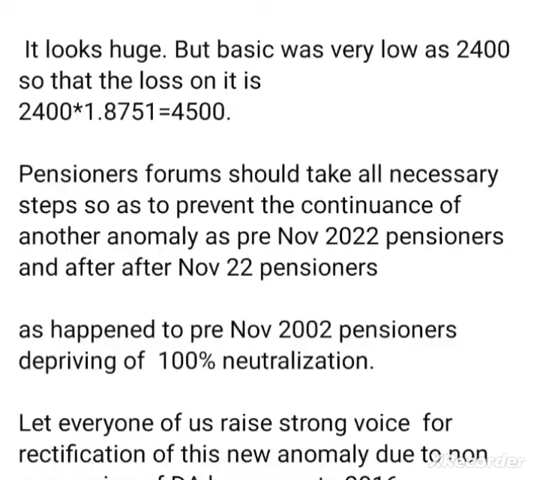 It looks huge. But basic was very low as 2400
so that the loss on it is
2400*1.8751=4500.
Pensioners forums should take all necessary
steps so as to prevent the continuance of
another anomaly as pre Nov 2022 pensioners
and after after Nov 22 pensioners
as happened to pre Nov 2002 pensioners
depriving of 100% neutralization.
Let everyone of us raise strong voice for
rectification of this new anomaly due to non
XRecorder